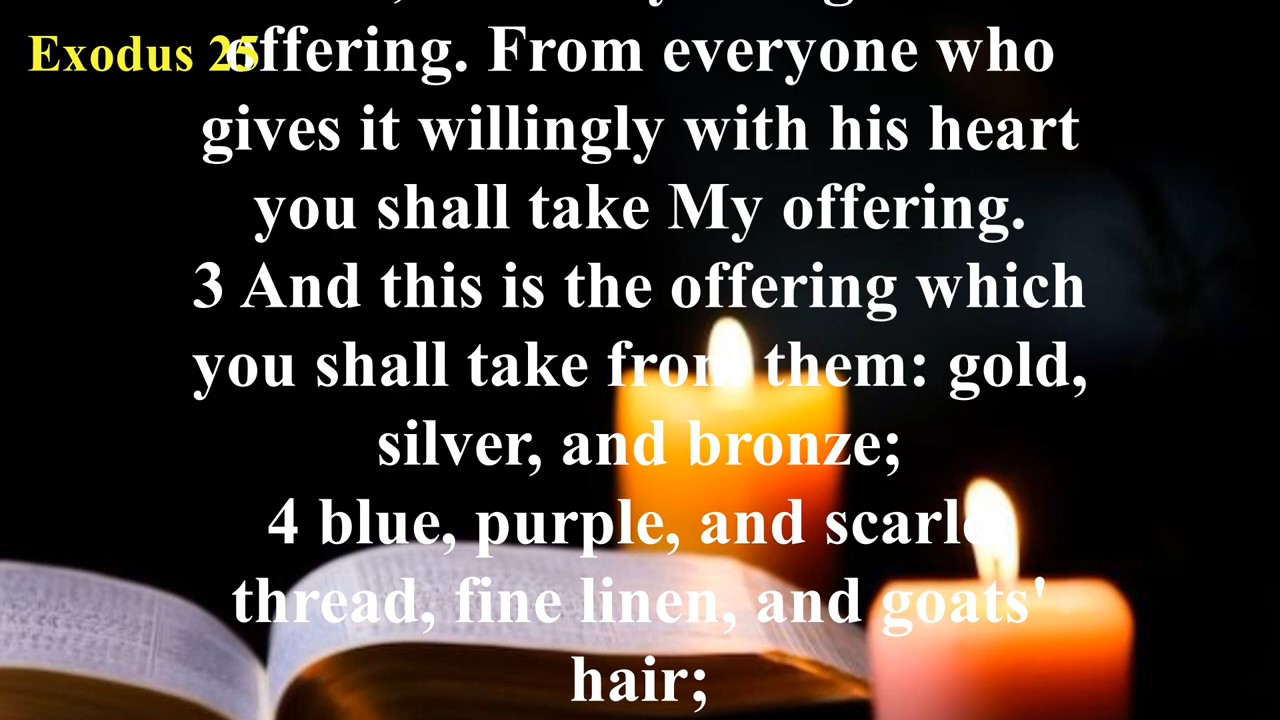 Exodus 25
offering. From everyone who
gives it willingly with his heart
you shall take My offering.
3 And this is the offering which
you shall take from them: gold,
silver, and bronze;
4 blue, purple, and scarlet
thread, fine linen, and goats'
hair;